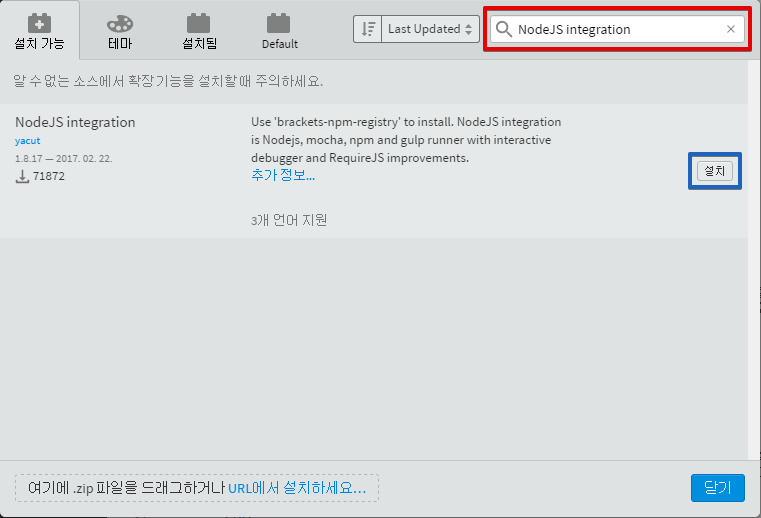 설치 가능
테마
설치됨
Default
Last Updated
NodeJS integration
알 수 없는 소스에서 확장기능을 설치할 때 주의하세요.
NodeJS integration
yacut
1.8.17 — 2017. 02. 22.
71872
Use 'brackets-npm-registry' to install. NodeJS integration
is Nodejs, mocha, npm and gulp runner with interactive
debugger and RequireJS improvements.
추가 정보...
3개 언어 지원
설치
여기에 .zip 파일을 드래그하거나 URL에서 설치하세요...
닫기